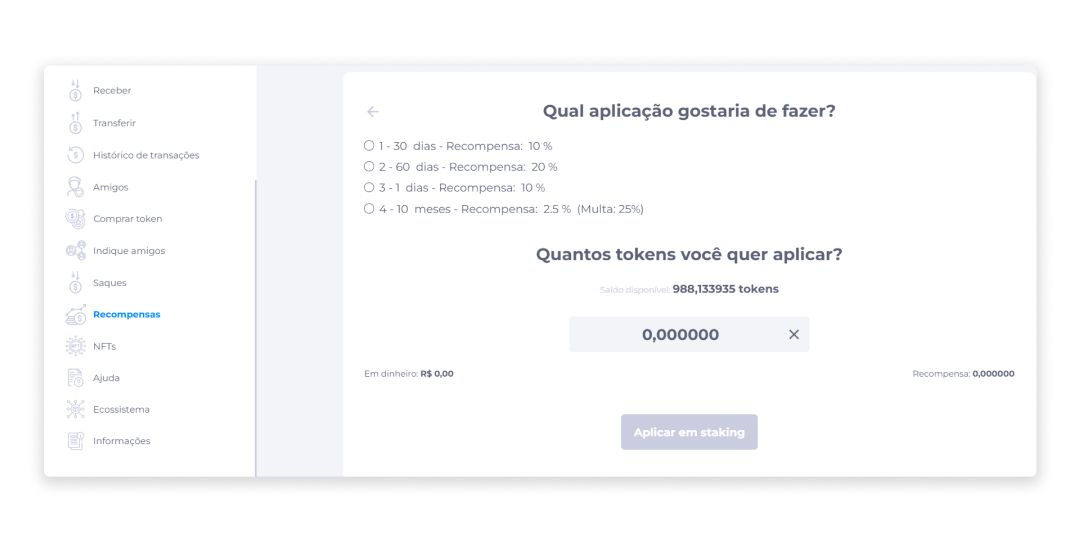 Receber
Transferir
Histórico de transações
Amigos
Comprar token
Indique amigos
Saques
Recompensas
NFTs
Ajuda
Ecossistema
Informações
Qual aplicação gostaria de fazer?
1 - 30 dias - Recompensa: 10 %
2 - 60 dias - Recompensa: 20 %
3 - 1 dias - Recompensa: 10 %
4 - 10 meses - Recompensa: 2.5 % (Multa: 25%)
Quantos tokens você quer aplicar?
Saldo disponível: 988,133935 tokens
0,000000
Em dinheiro: R$ 0,00
Recompensa: 0,000000
Aplicar em staking